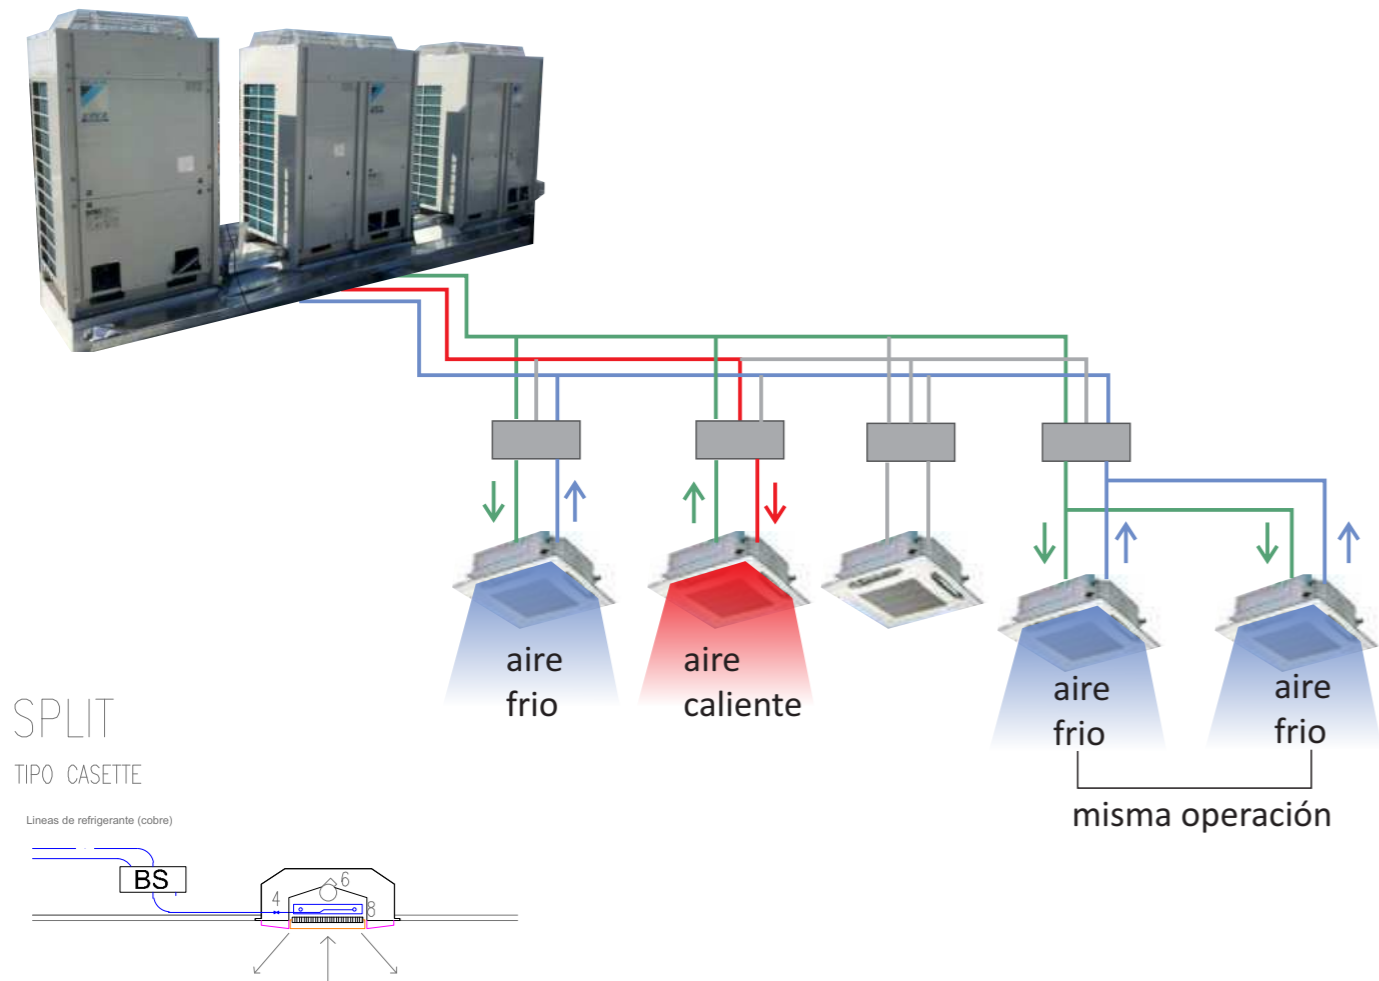 aire
frio
aire
caliente
aire
frio
aire
frio
misma operación
SPLIT
TIPO CASETTE
Lineas de refrigerante (cobre)
BS
4
6
8